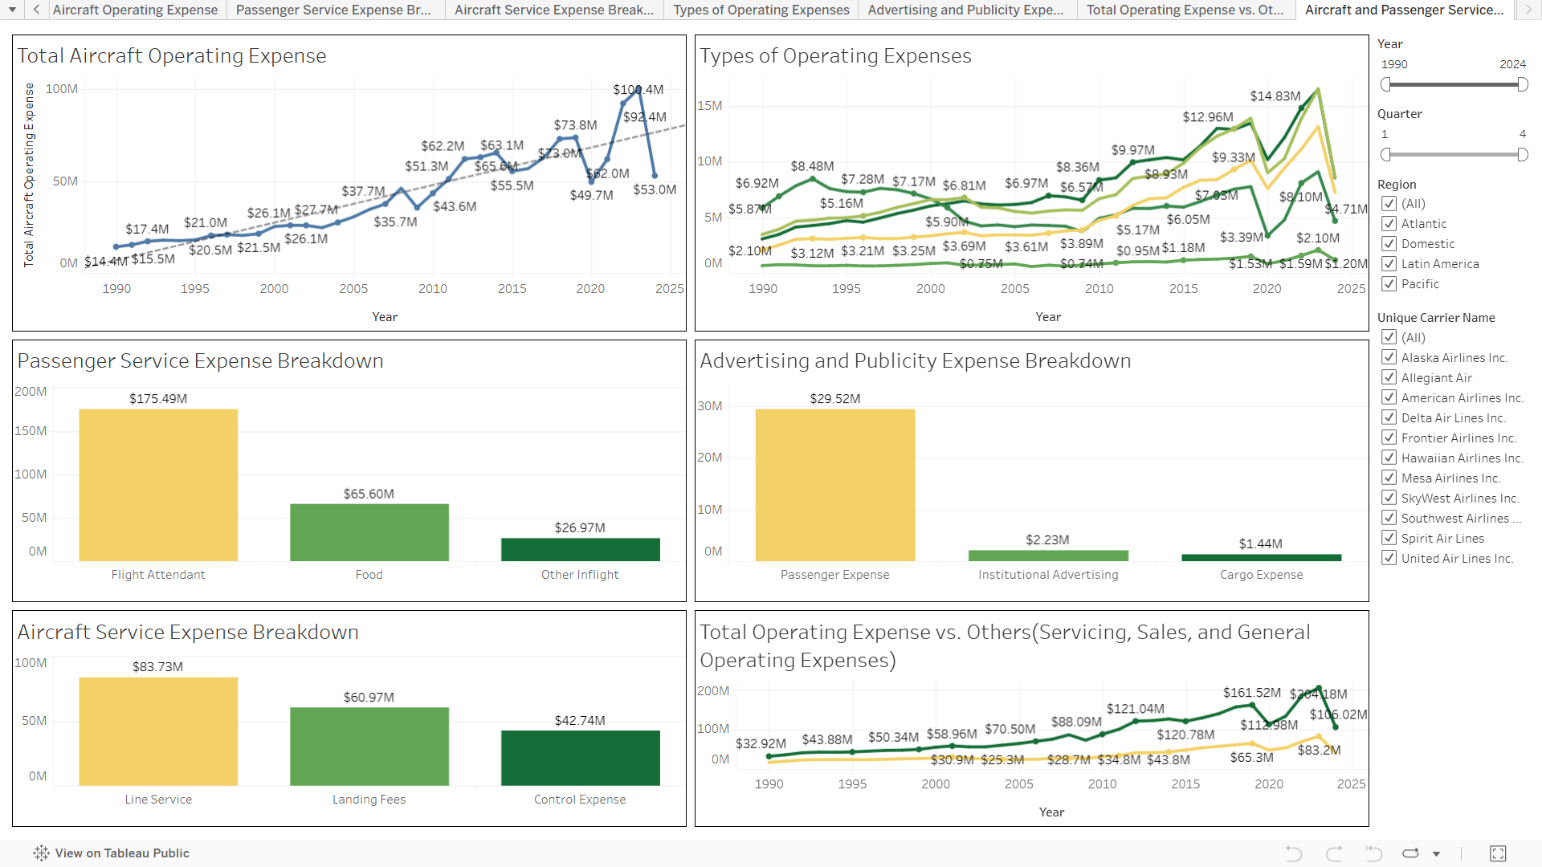 Aircraft Operating Expense
Passenger Service Expense Br...
Aircraft Service Expense Break...
Types of Operating Expenses
Advertising and Publicity Expe...
Total Operating Expense vs. Ot...
Aircraft and Passenger Service...
Total Aircraft Operating Expense
Total Aircraft Operating Expense
100M
50M
0M
$14.4M
$15.5M
$17.4M
$20.5M
$21.0M
$21.5M
$26.1M
$26.1M
$27.7M
$37.7M
$35.7M
$51.3M
$43.6M
$62.2M
$65.6M
$63.1M
$55.5M
$73.0M
$73.8M
$49.7M
$62.0M
$100.4M
$92.4M
$53.0M
1990
1995
2000
2005
2010
2015
2020
2025
Year
Types of Operating Expenses
15M
10M
5M
0M
$6.92M
$5.87M
$2.10M
$8.48M
$3.12M
$7.28M
$5.16M
$3.21M
$7.17M
$3.25M
$6.81M
$5.90M
$3.69M
$0.75M
$6.97M
$3.61M
$8.36M
$6.57M
$3.89M
$0.74M
$9.97M
$5.17M
$0.95M
$8.93M
$6.05M
$1.18M
$12.96M
$9.33M
$7.03M
$3.39M
$1.53M
$14.83M
$8.10M
$2.10M
$1.59M
$4.71M
$1.20M
1990
1995
2000
2005
2010
2015
2020
2025
Year
Year
1990 2024
Quarter
1 4
Region
(All)
Atlantic
Domestic
Latin America
Pacific
Unique Carrier Name
(All)
Alaska Airlines Inc.
Allegiant Air
American Airlines Inc.
Delta Air Lines Inc.
Frontier Airlines Inc.
Hawaiian Airlines Inc.
Mesa Airlines Inc.
SkyWest Airlines Inc.
Southwest Airlines ...
Spirit Air Lines
United Air Lines Inc.
Passenger Service Expense Breakdown
200M
150M
100M
50M
0M
$175.49M
$65.60M
$26.97M
Flight Attendant
Food
Other Inflight
Advertising and Publicity Expense Breakdown
30M
20M
10M
0M
$29.52M
$2.23M
$1.44M
Passenger Expense
Institutional Advertising
Cargo Expense
Aircraft Service Expense Breakdown
100M
50M
0M
$83.73M
$60.97M
$42.74M
Line Service
Landing Fees
Control Expense
Total Operating Expense vs. Others(Servicing, Sales, and General
Operating Expenses)
200M
100M
0M
$32.92M
$43.88M
$50.34M
$58.96M
$70.50M
$88.09M
$121.04M
$120.78M
$161.52M
$112.98M
$204.18M
$106.02M
$30.9M
$25.3M
$28.7M
$34.8M
$43.8M
$65.3M
$83.2M
1990
1995
2000
2005
2010
2015
2020
2025
Year
View on Tableau Public